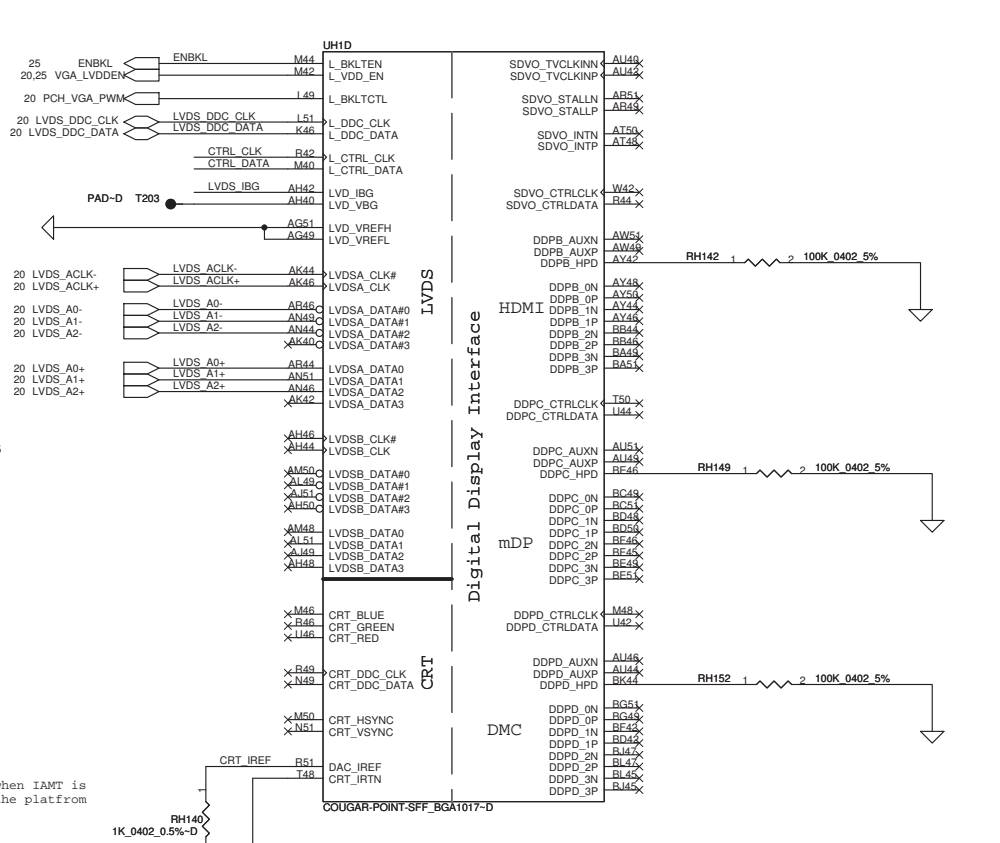 UH1D
25 ENBKL ENBKL M44 L_BKLTEN
20,25 VGA_LVDDEN M42 L_VDD_EN
20 PCH_VGA_PWM L49 L_BKLTCTL
20 LVDS_DDC_CLK LVDS_DDC_CLK L51 L_DDC_CLK
20 LVDS_DDC_DATA LVDS_DDC_DATA K46 L_DDC_DATA
CTRL_CLK R42 L_CTRL_CLK
CTRL_DATA M40 L_CTRL_DATA
LVDS_IBG AH42 LVD_IBG
PAD~D T203 AH40 LVD_VBG
AG51 LVD_VREFH
AG49 LVD_VREFL
20 LVDS_ACLK- LVDS_ACLK- AK44 LVDSA_CLK#
20 LVDS_ACLK+ LVDS_ACLK+ AK46 LVDSA_CLK
20 LVDS_A0- LVDS_A0- AR46 LVDSA_DATA#0
20 LVDS_A1- LVDS_A1- AN49 LVDSA_DATA#1
20 LVDS_A2- LVDS_A2- AN44 LVDSA_DATA#2
AK40 LVDSA_DATA#3
20 LVDS_A0+ LVDS_A0+ AR44 LVDSA_DATA0
20 LVDS_A1+ LVDS_A1+ AN51 LVDSA_DATA1
20 LVDS_A2+ LVDS_A2+ AN46 LVDSA_DATA2
AK42 LVDSA_DATA3
AH46 LVDSB_CLK#
AH44 LVDSB_CLK
AM50 LVDSB_DATA#0
AL49 LVDSB_DATA#1
AJ51 LVDSB_DATA#2
AH50 LVDSB_DATA#3
AM48 LVDSB_DATA0
AL51 LVDSB_DATA1
AJ49 LVDSB_DATA2
AH48 LVDSB_DATA3
LVDS
M46 CRT_BLUE
R46 CRT_GREEN
U46 CRT_RED
R49 CRT_DDC_CLK
N49 CRT_DDC_DATA
M50 CRT_HSYNC
N51 CRT_VSYNC
CRT_IREF R51 DAC_IREF
T48 CRT_IRTN
CRT
Digital Display Interface
SDVO_TVCLKINN AU40
SDVO_TVCLKINP AU42
SDVO_STALLN AR51
SDVO_STALLP AR49
SDVO_INTN AT50
SDVO_INTP AT48
SDVO_CTRLCLK W42
SDVO_CTRLDATA R44
DDPB_AUXN AW51
DDPB_AUXP AW49
DDPB_HPD AY42 RH142 1 2 100K_0402_5%
HDMI
DDPB_0N AY48
DDPB_0P AY50
DDPB_1N AY44
DDPB_1P AY46
DDPB_2N BB44
DDPB_2P BB46
DDPB_3N BA49
DDPB_3P BA51
DDPC_CTRLCLK T50
DDPC_CTRLDATA U44
DDPC_AUXN AU51
DDPC_AUXP AU49
DDPC_HPD BE46 RH149 1 2 100K_0402_5%
mDP
DDPC_0N BC49
DDPC_0P BC51
DDPC_1N BD48
DDPC_1P BD50
DDPC_2N BF46
DDPC_2P BF45
DDPC_3N BE49
DDPC_3P BE51
DDPD_CTRLCLK M48
DDPD_CTRLDATA U42
DDPD_AUXN AU46
DDPD_AUXP AU44
DDPD_HPD BK44 RH152 1 2 100K_0402_5%
DMC
DDPD_0N BG51
DDPD_0P BG49
DDPD_1N BF42
DDPD_1P BD42
DDPD_2N BJ47
DDPD_2P BL47
DDPD_3N BL45
DDPD_3P BJ45
COUGAR-POINT-SFF_BGA1017~D
hen IAMT is
he platfrom
1
RH140
1K_0402_0.5%~D